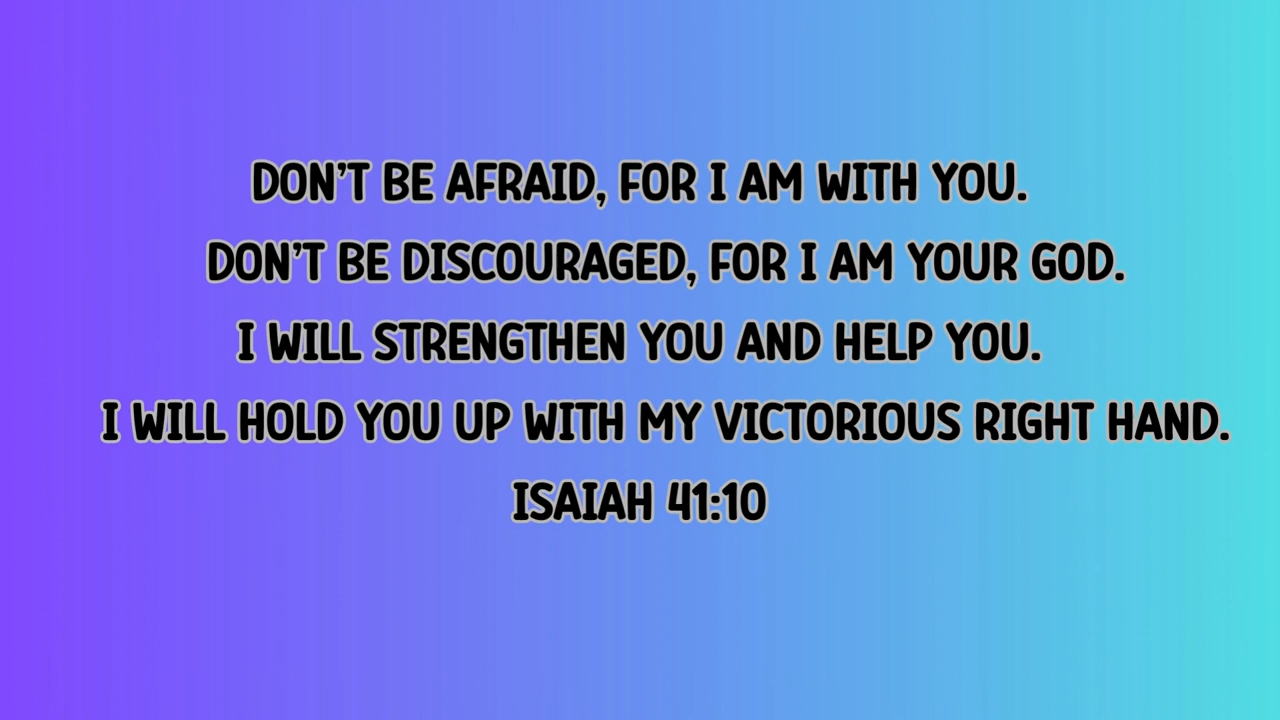 DON'T BE AFRAID, FOR I AM WITH YOU.
DON'T BE DISCOURAGED, FOR I AM YOUR GOD.
I WILL STRENGTHEN YOU AND HELP YOU.
I WILL HOLD YOU UP WITH MY VICTORIOUS RIGHT HAND.
ISAIAH 41:10